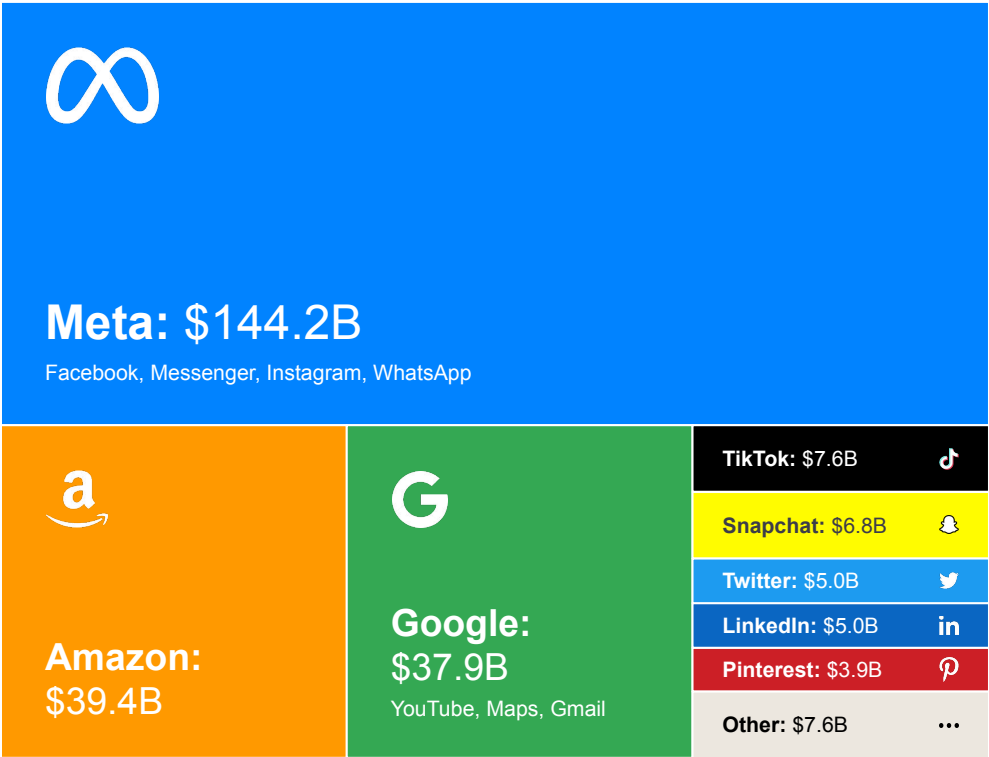 Meta: $144.2B
Facebook, Messenger, Instagram, WhatsApp
a
Amazon:
$39.4B
G
Google:
$37.9B
YouTube, Maps, Gmail
TikTok: $7.6B
Snapchat: $6.8B
Twitter: $5.0B
LinkedIn: $5.0B
in
Pinterest: $3.9B
Other: $7.6B